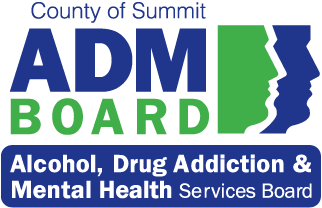 County of Summit
ADM
BOARD
Alcohol, Drug Addiction &
Mental Health Services Board